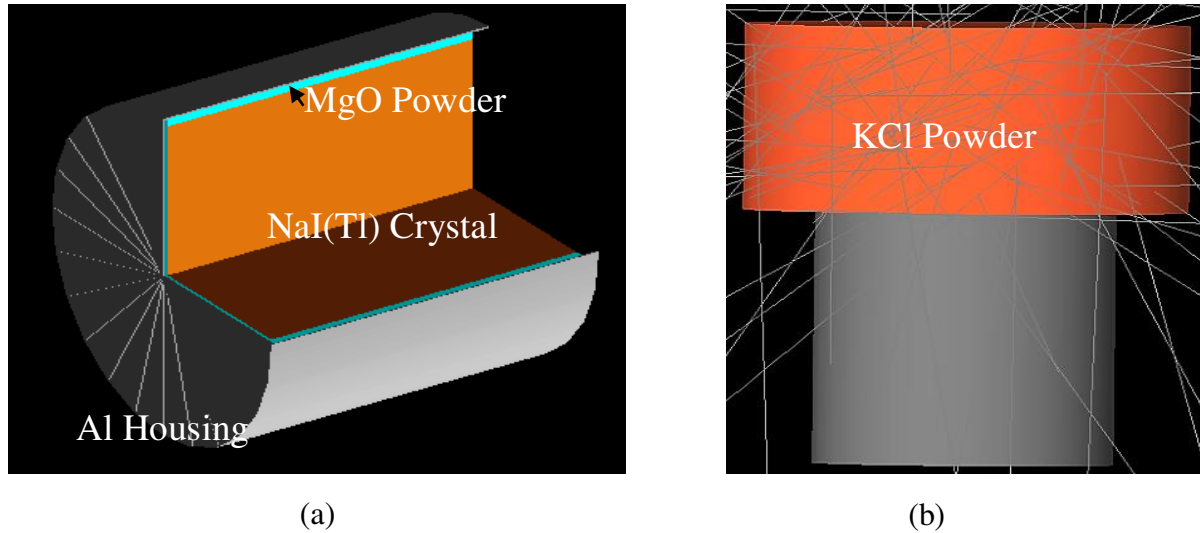 MgO Powder
NaI(Tl) Crystal
Al Housing
KCl Powder
(a)
(b)